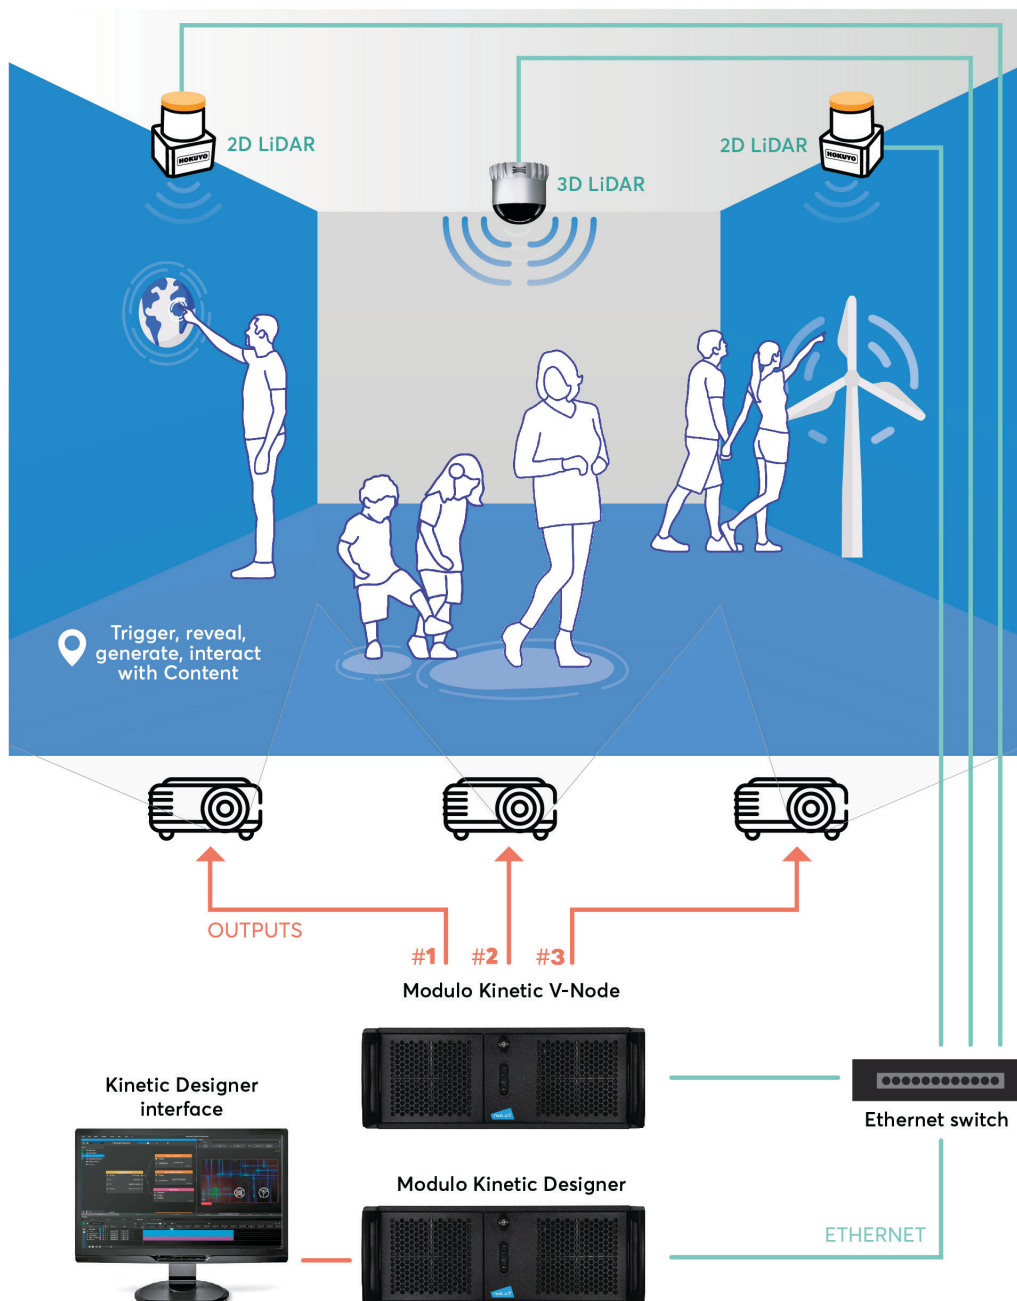 2D LiDAR
HOKUYO
2D LiDAR
HOKUYO
3D LiDAR
Trigger, reveal,
generate, interact
with Content
OUTPUTS
#1 #2 #3
Modulo Kinetic V-Node
Kinetic Designer
interface
Ethernet switch
Modulo Kinetic Designer
ETHERNET